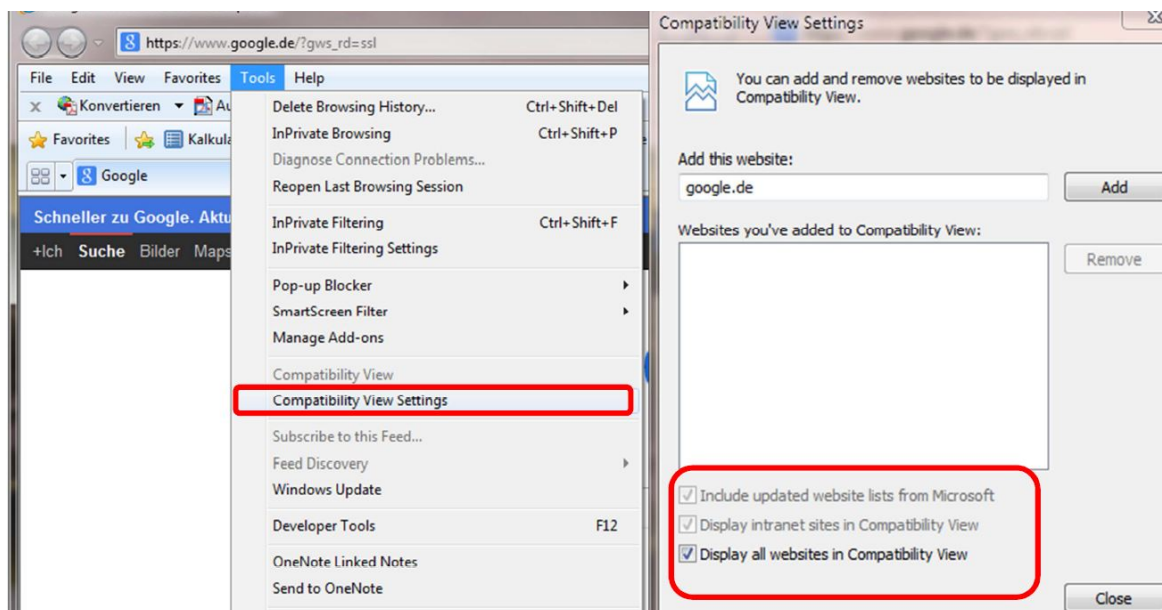 https://www.google.de/?gws_rd=ssl
File Edit View Favorites Tools Help
x Konvertieren
Favorites
Google
Schneller zu Google.
+Ich Suche Bilder Maps
Delete Browsing History... Ctrl+Shift+Del
InPrivate Browsing Ctrl+Shift+P
Diagnose Connection Problems...
Reopen Last Browsing Session
InPrivate Filtering Ctrl+Shift+F
InPrivate Filtering Settings
Pop-up Blocker
SmartScreen Filter
Manage Add-ons
Compatibility View
Compatibility View Settings
Subscribe to this Feed...
Feed Discovery
Windows Update
Developer Tools F12
OneNote Linked Notes
Send to OneNote
Compatibility View Settings
You can add and remove websites to be displayed in
Compatibility View.
Add this website:
google.de Add
Websites you've added to Compatibility View:
Remove
Include updated website lists from Microsoft
Display intranet sites in Compatibility View
Display all websites in Compatibility View
Close